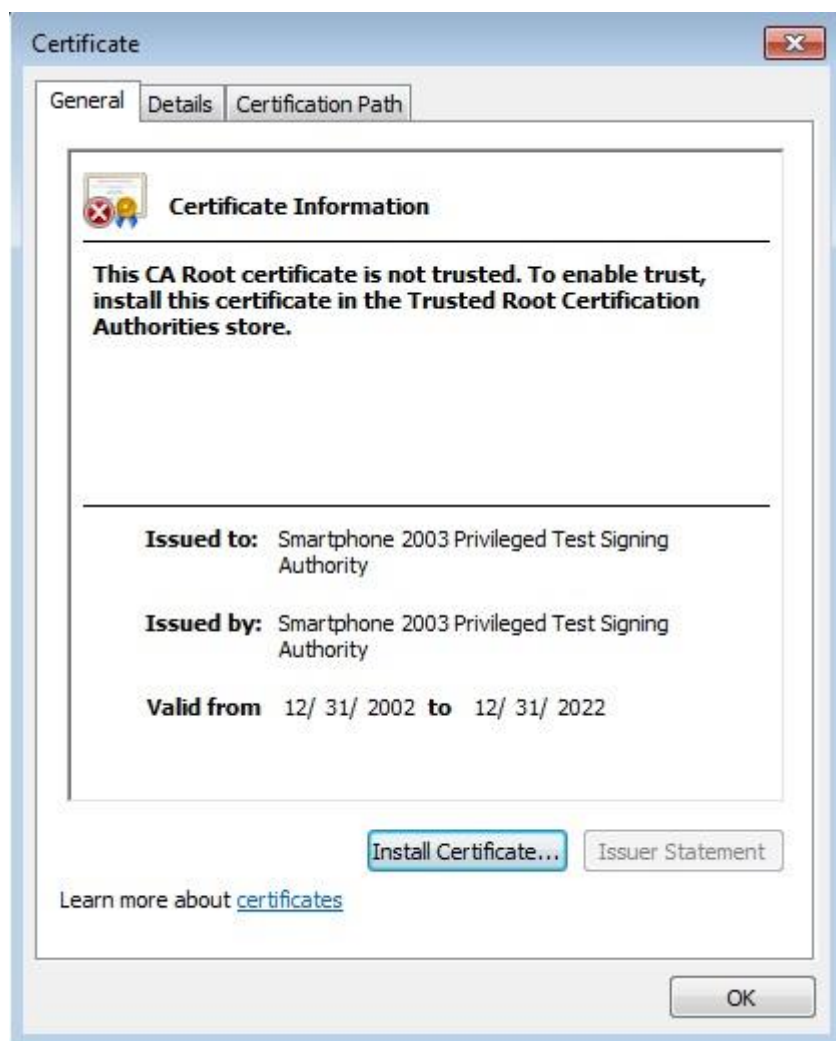 Certificate
General Details Certification Path
Certificate Information
This CA Root certificate is not trusted. To enable trust,
install this certificate in the Trusted Root Certification
Authorities store.
Issued to: Smartphone 2003 Privileged Test Signing
Authority
Issued by: Smartphone 2003 Privileged Test Signing
Authority
Valid from 12/ 31/ 2002 to 12/ 31/ 2022
Install Certificate... Issuer Statement
Learn more about certificates
OK